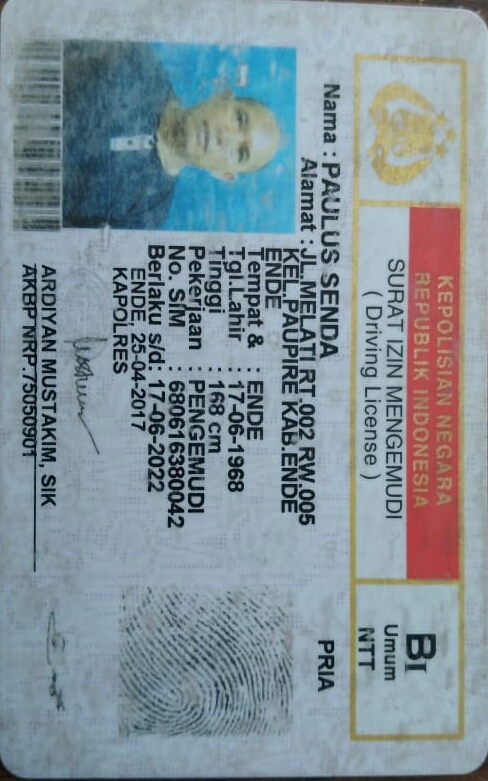 KEPOLISIAN NEGARA
REPUBLIK INDONESIA
SURAT IZIN MENGEMUDI
( Driving License )
BI
Umum
NTT
Nama : PAULUS SENDA
PRIA
Alamat : JL.MELATI RT.002 RW.005
KEL.PAUPIRE KAB.ENDE
ENDE
Tempat & : ENDE
Tgl.Lahir : 17-06-1968
Tinggi : 168 cm
Pekerjaan : PENGEMUDI
No. SIM : 680616380042
Berlaku s/d: 17-06-2022
ENDE, 25-04-2017
KAPOLRES
ARDIYAN MUSTAKIM, SIK
AKBP NRP.75050901